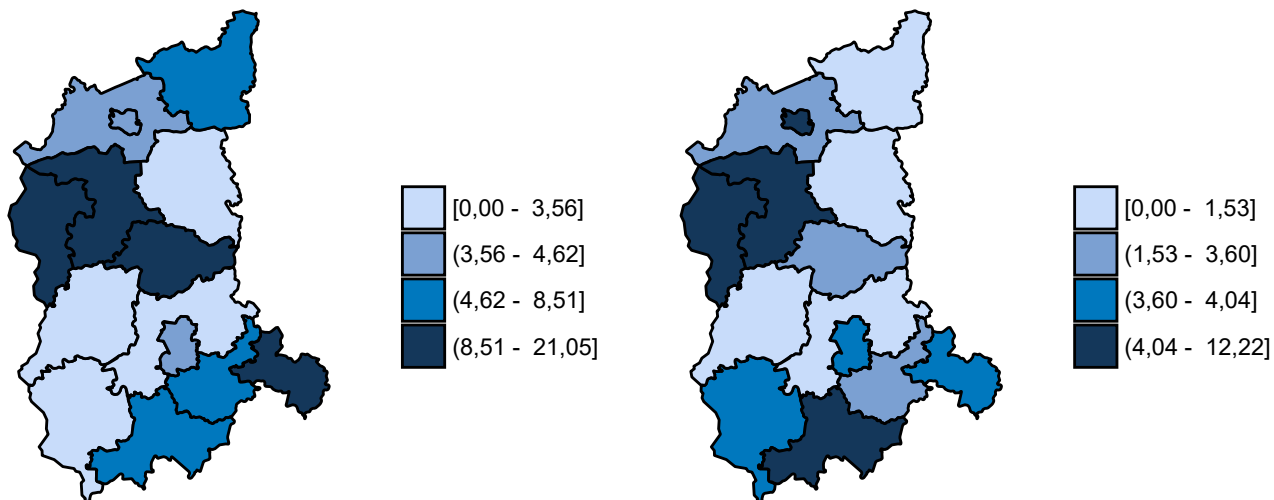 [0,00 - 3,56]
(3,56 - 4,62]
(4,62 - 8,51]
(8,51 - 21,05]
[0,00 - 1,53]
(1,53 - 3,60]
(3,60 - 4,04]
(4,04 - 12,22]